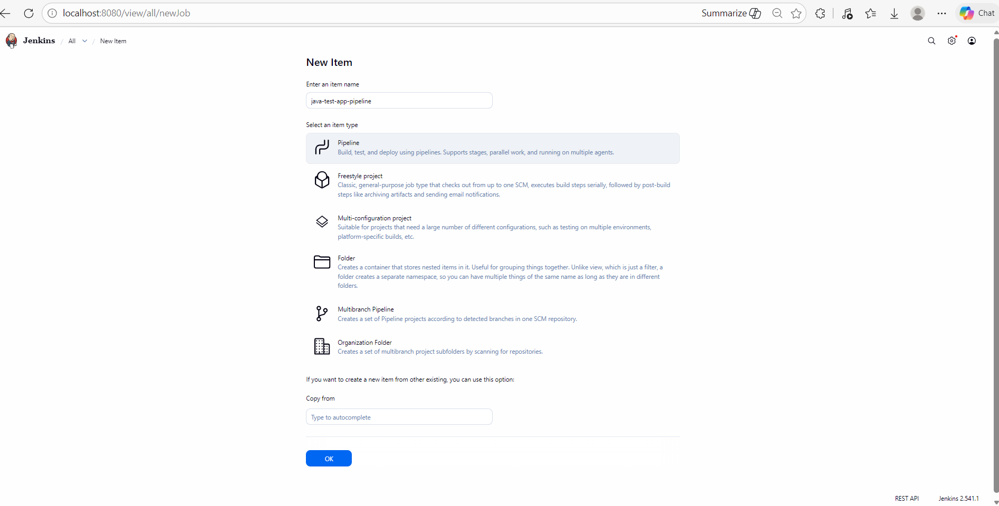 localhost:8080/view/all/newJob
Summarize
Chat
Jenkins / All / New Item
New Item
Enter an item name
java-test-app-pipeline
Select an item type
Pipeline
Build, test, and deploy using pipelines. Supports stages, parallel work, and running on multiple agents.
Freestyle project
Classic, general-purpose job type that checks out from up to one SCM, executes build steps serially, followed by post-build
steps like archiving artifacts and sending email notifications.
Multi-configuration project
Suitable for projects that need a large number of different configurations, such as testing on multiple environments,
platform-specific builds, etc.
Folder
Creates a container that stores nested items in it. Useful for grouping things together. Unlike view, which is just a filter, a
folder creates a separate namespace, so you can have multiple things of the same name as long as they are in different
folders.
Multibranch Pipeline
Creates a set of Pipeline projects according to detected branches in one SCM repository.
Organization Folder
Creates a set of multibranch project subfolders by scanning for repositories.
If you want to create a new item from other existing, you can use this option:
Copy from
Type to autocomplete
OK
REST API
Jenkins 2.541.1